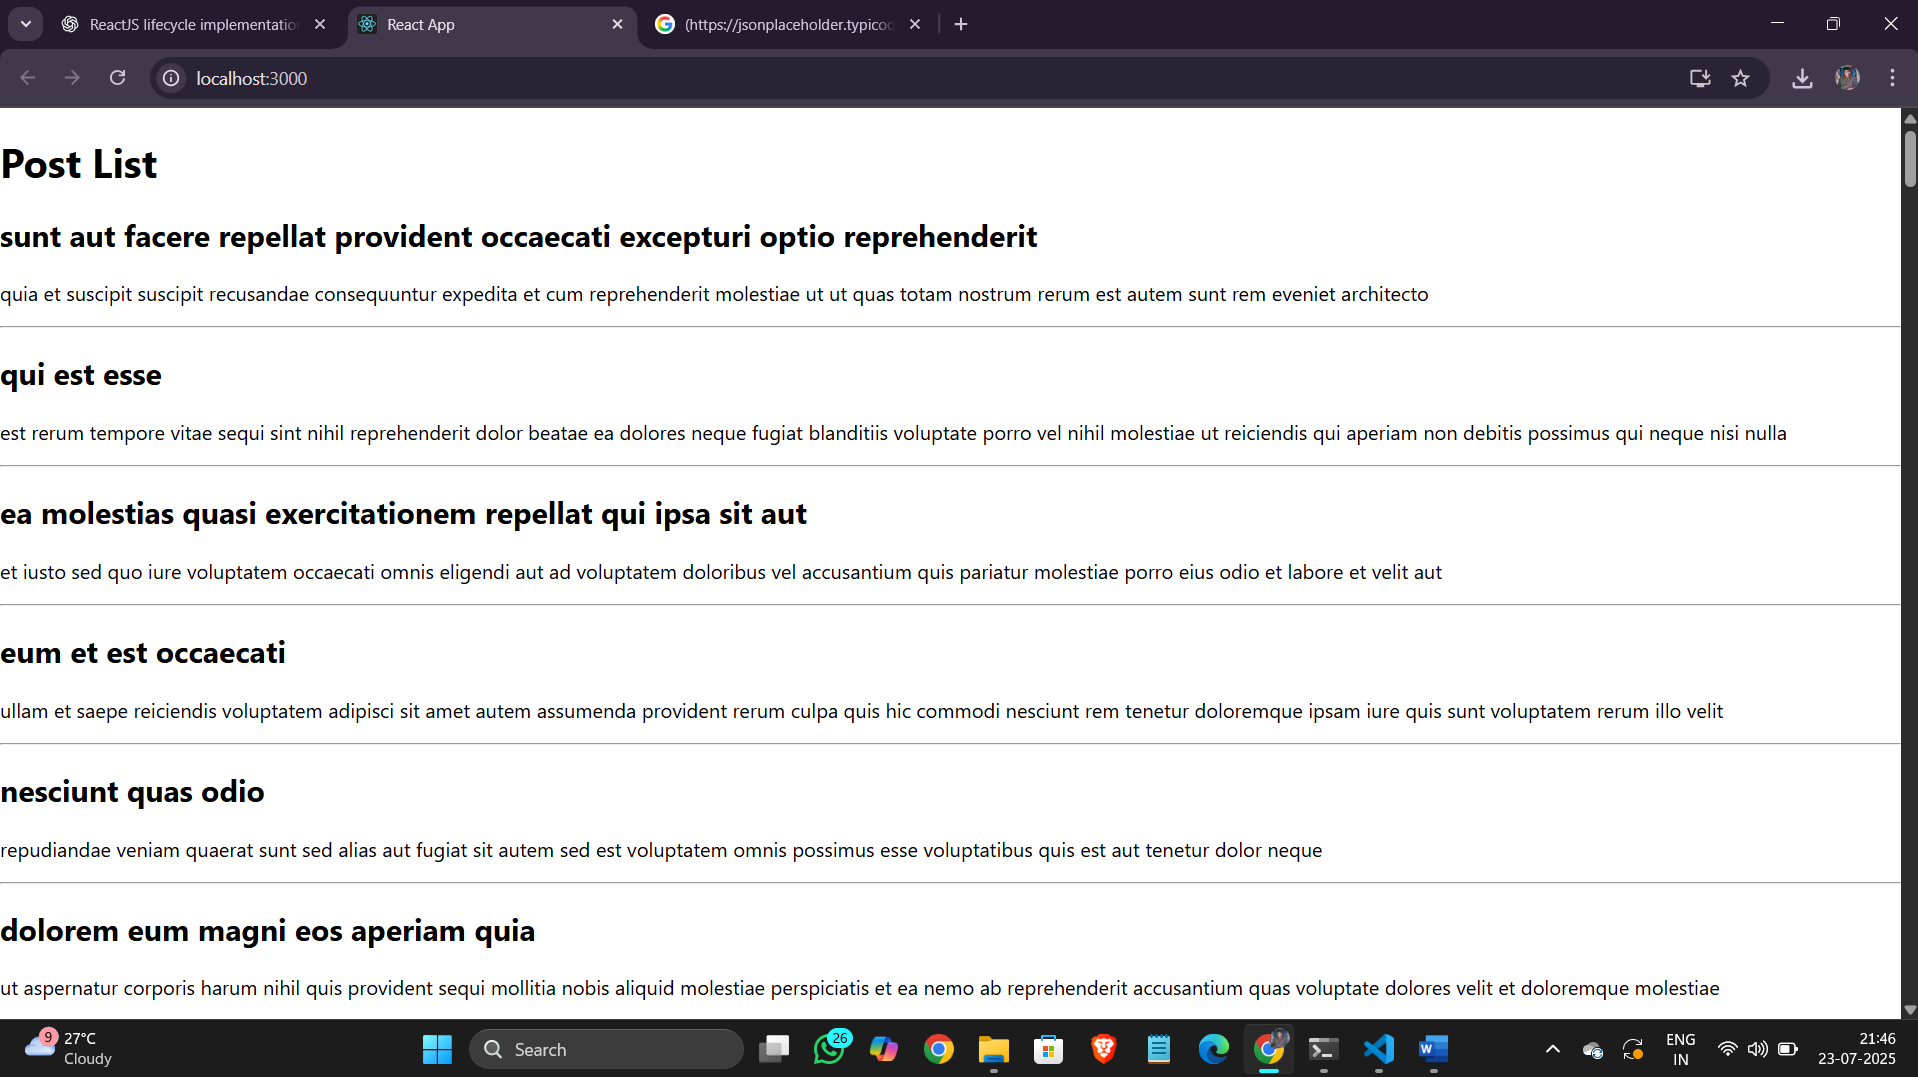 ReactJS lifecycle implementatio
React App
(https://jsonplaceholder.typicod
localhost:3000
Post List
sunt aut facere repellat provident occaecati excepturi optio reprehenderit
quia et suscipit suscipit recusandae consequuntur expedita et cum reprehenderit molestiae ut ut quas totam nostrum rerum est autem sunt rem eveniet architecto
qui est esse
est rerum tempore vitae sequi sint nihil reprehenderit dolor beatae ea dolores neque fugiat blanditiis voluptate porro vel nihil molestiae ut reiciendis qui aperiam non debitis possimus qui neque nisi nulla
ea molestias quasi exercitationem repellat qui ipsa sit aut
et iusto sed quo iure voluptatem occaecati omnis eligendi aut ad voluptatem doloribus vel accusantium quis pariatur molestiae porro eius odio et labore et velit aut
eum et est occaecati
ullam et saepe reiciendis voluptatem adipisci sit amet autem assumenda provident rerum culpa quis hic commodi nesciunt rem tenetur doloremque ipsam iure quis sunt voluptatem rerum illo velit
nesciunt quas odio
repudiandae veniam quaerat sunt sed alias aut fugiat sit autem sed est voluptatem omnis possimus esse voluptatibus quis est aut tenetur dolor neque
dolorem eum magni eos aperiam quia
ut aspernatur corporis harum nihil quis provident sequi mollitia nobis aliquid molestiae perspiciatis et ea nemo ab reprehenderit accusantium quas voluptate dolores velit et doloremque molestiae
9
27°C
Cloudy
Search
26
W
ENG
IN
21:46
23-07-2025